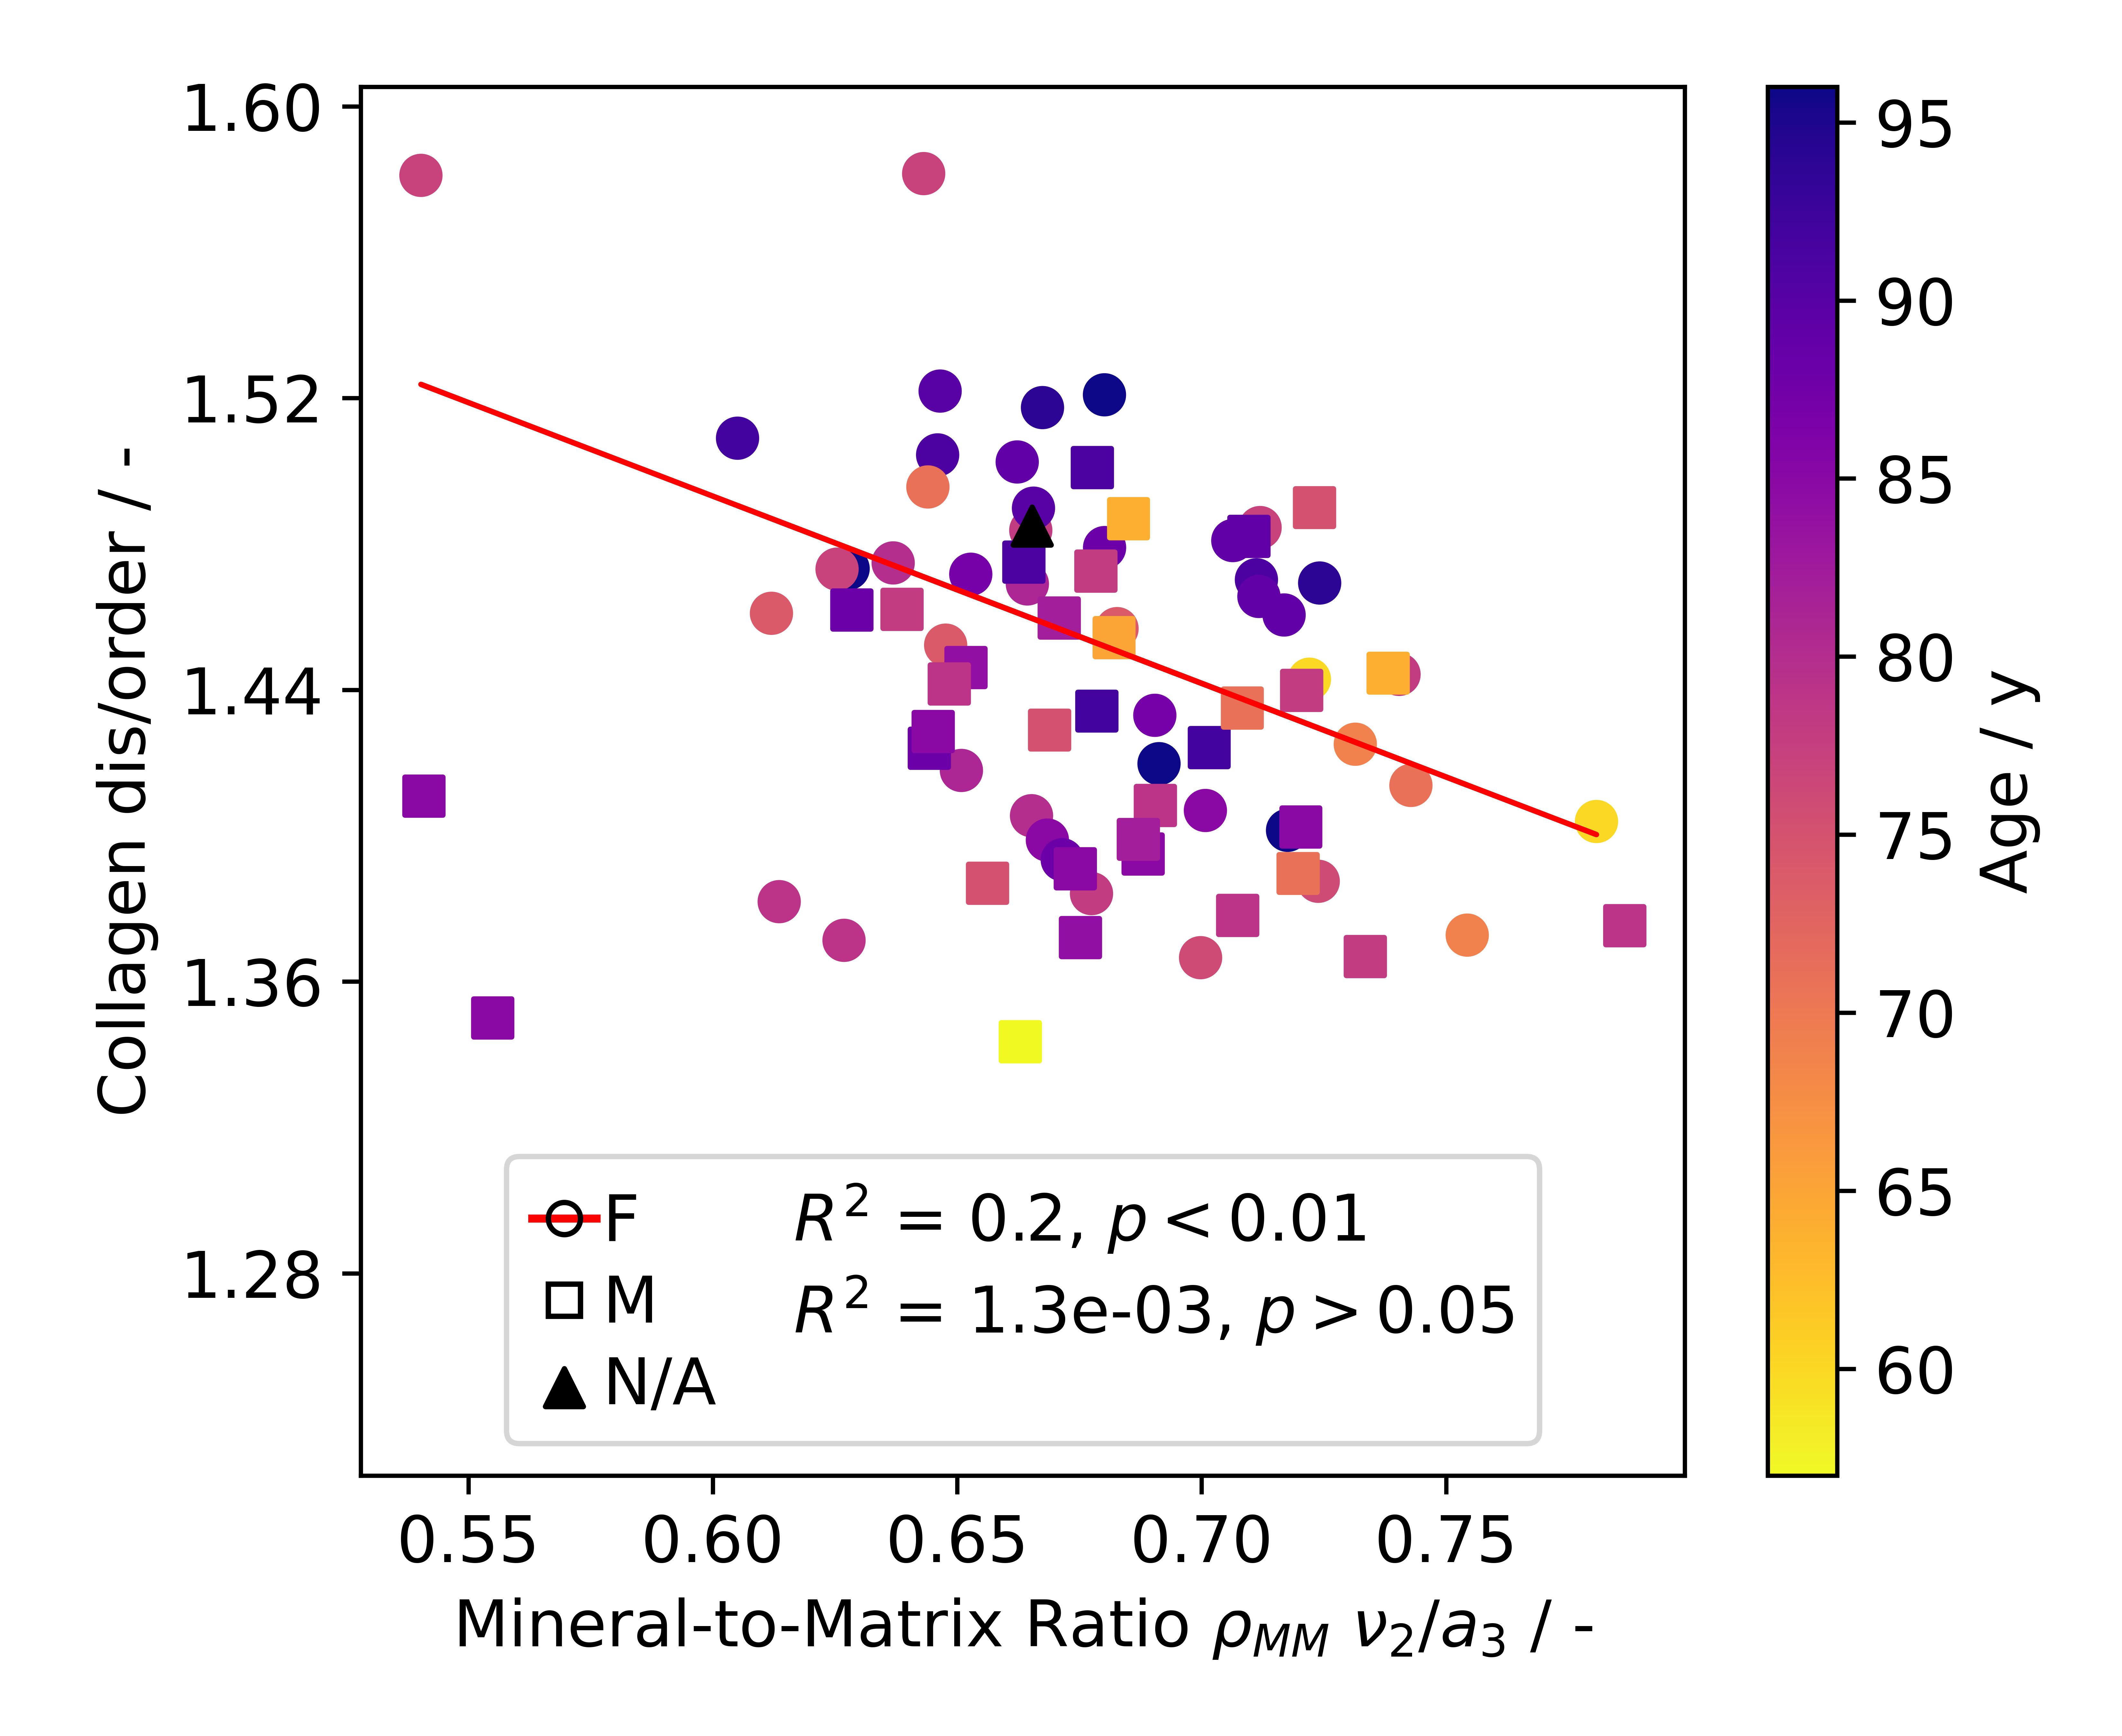 Collagen dis/order / -
1.60
1.52
1.44
1.36
1.28
F R² = 0.2, p < 0.01
M R² = 1.3e-03, p > 0.05
N/A
0.55 0.60 0.65 0.70 0.75
Mineral-to-Matrix Ratio ρ_MM ν₂/a₃ / -
95
90
85
80
75
70
65
60
Age / y